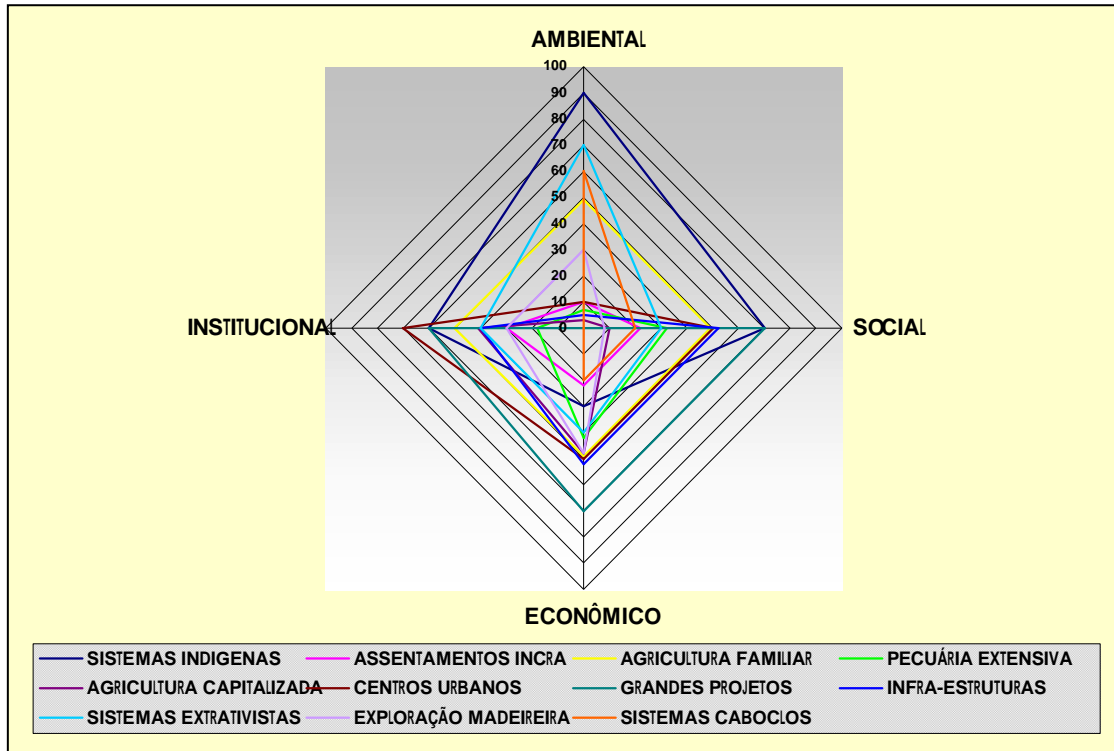 AMBIENTAL
100
90
80
70
60
50
40
30
20
10
0
INSTITUCIONAL
SOCIAL
ECONÔMICO
SISTEMAS INDIGENAS ASSENTAMENTOS INCRA AGRICULTURA FAMILIAR PECUÁRIA EXTENSIVA
AGRICULTURA CAPITALIZADA CENTROS URBANOS GRANDES PROJETOS INFRA-ESTRUTURAS
SISTEMAS EXTRATIVISTAS EXPLORAÇÃO MADEIREIRA SISTEMAS CABOCLOS